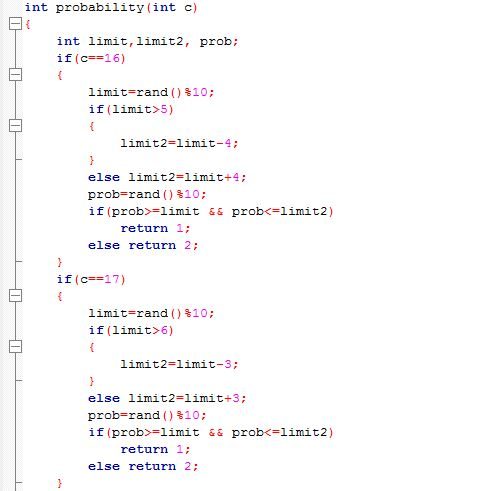 int probability(int c)
{
    int limit,limit2, prob;
    if(c==16)
    {
        limit=rand()%10;
        if(limit>5)
        {
            limit2=limit-4;
        }
        else limit2=limit+4;
        prob=rand()%10;
        if(prob>=limit && prob<=limit2)
            return 1;
        else return 2;
    }
    if(c==17)
    {
        limit=rand()%10;
        if(limit>6)
        {
            limit2=limit-3;
        }
        else limit2=limit+3;
        prob=rand()%10;
        if(prob>=limit && prob<=limit2)
            return 1;
        else return 2;
    }